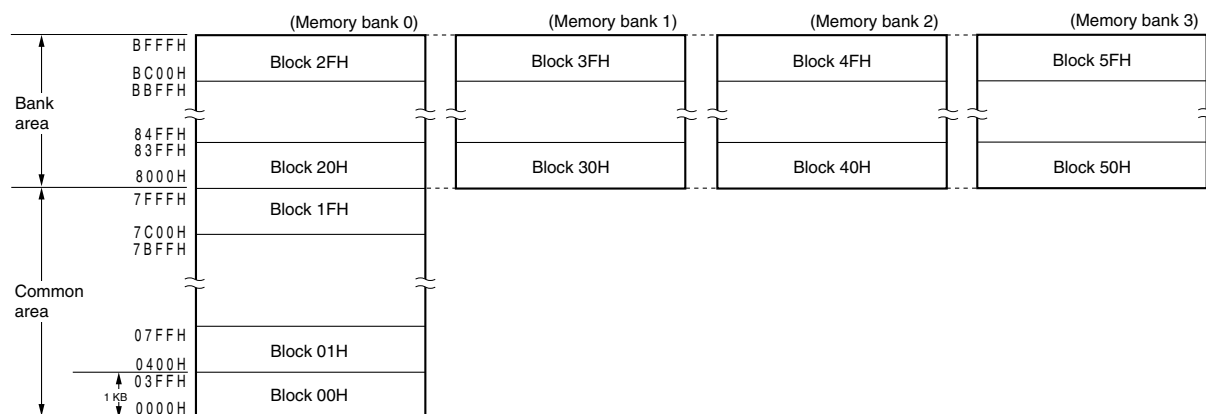 (Memory bank 0) (Memory bank 1) (Memory bank 2) (Memory bank 3)
BFFFH
Block 2FH Block 3FH Block 4FH Block 5FH
BC00H
BBFFH
Bank
area
84FFH
83FFH
Block 20H Block 30H Block 40H Block 50H
8000H
7FFFH
Block 1FH
7C00H
7BFFH
Common
area
07FFH
Block 01H
0400H
03FFH
1 KB
Block 00H
0000H